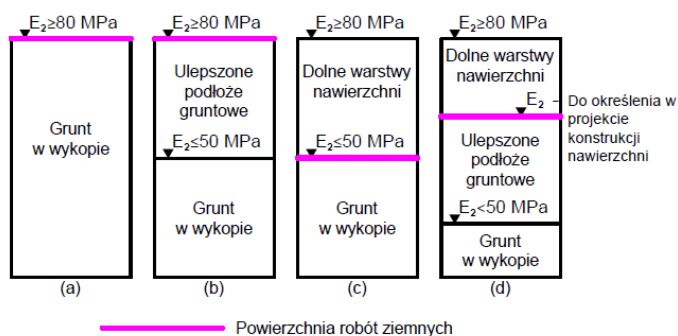 E₂≥80 MPa
Grunt
w wykopie
(a)
E₂≥80 MPa
Ulepszone
podłoże
gruntowe
E₂≤50 MPa
Grunt
w wykopie
(b)
E₂≥80 MPa
Dolne warstwy
nawierzchni
E₂≤50 MPa
Grunt
w wykopie
(c)
E₂≥80 MPa
Dolne warstwy
nawierzchni
E₂ – Do określenia w
projekcie
konstrukcji
nawierzchni
Ulepszone
podłoże
gruntowe
E₂<50 MPa
Grunt
w wykopie
(d)
Powierzchnia robót ziemnych